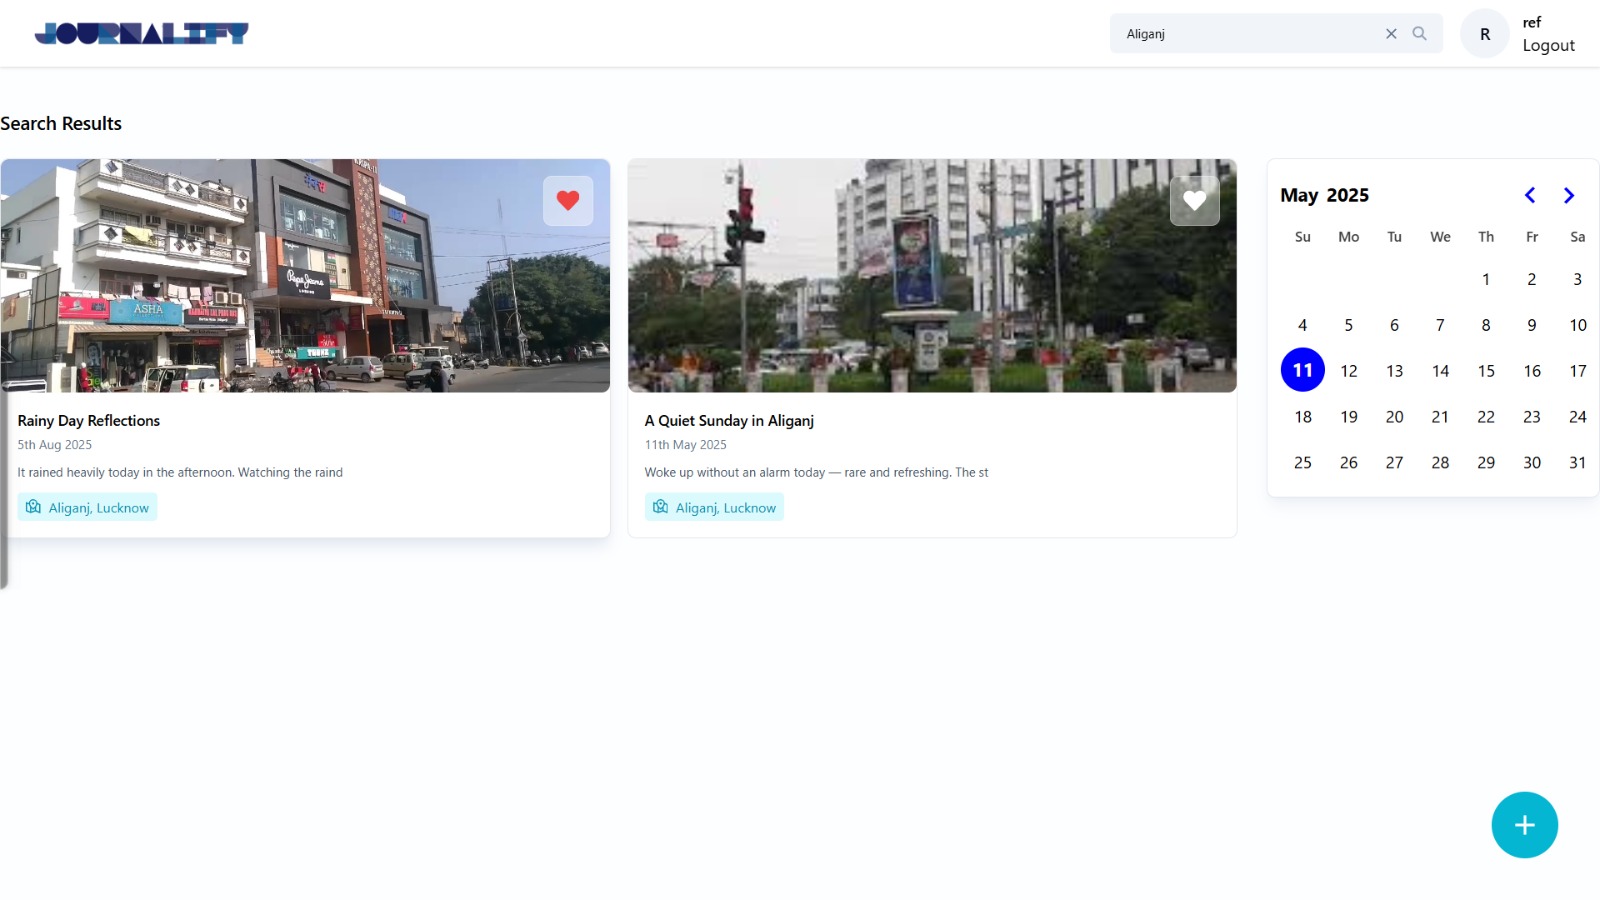 JOURNALIFY
Aliganj
R
ref
Logout
Search Results
ASHA
Pepe Jeans
LONDON
Rainy Day Reflections
5th Aug 2025
It rained heavily today in the afternoon. Watching the raind
Aliganj, Lucknow
A Quiet Sunday in Aliganj
11th May 2025
Woke up without an alarm today — rare and refreshing. The st
Aliganj, Lucknow
May 2025
Su Mo Tu We Th Fr Sa
1 2 3
4 5 6 7 8 9 10
11 12 13 14 15 16 17
18 19 20 21 22 23 24
25 26 27 28 29 30 31